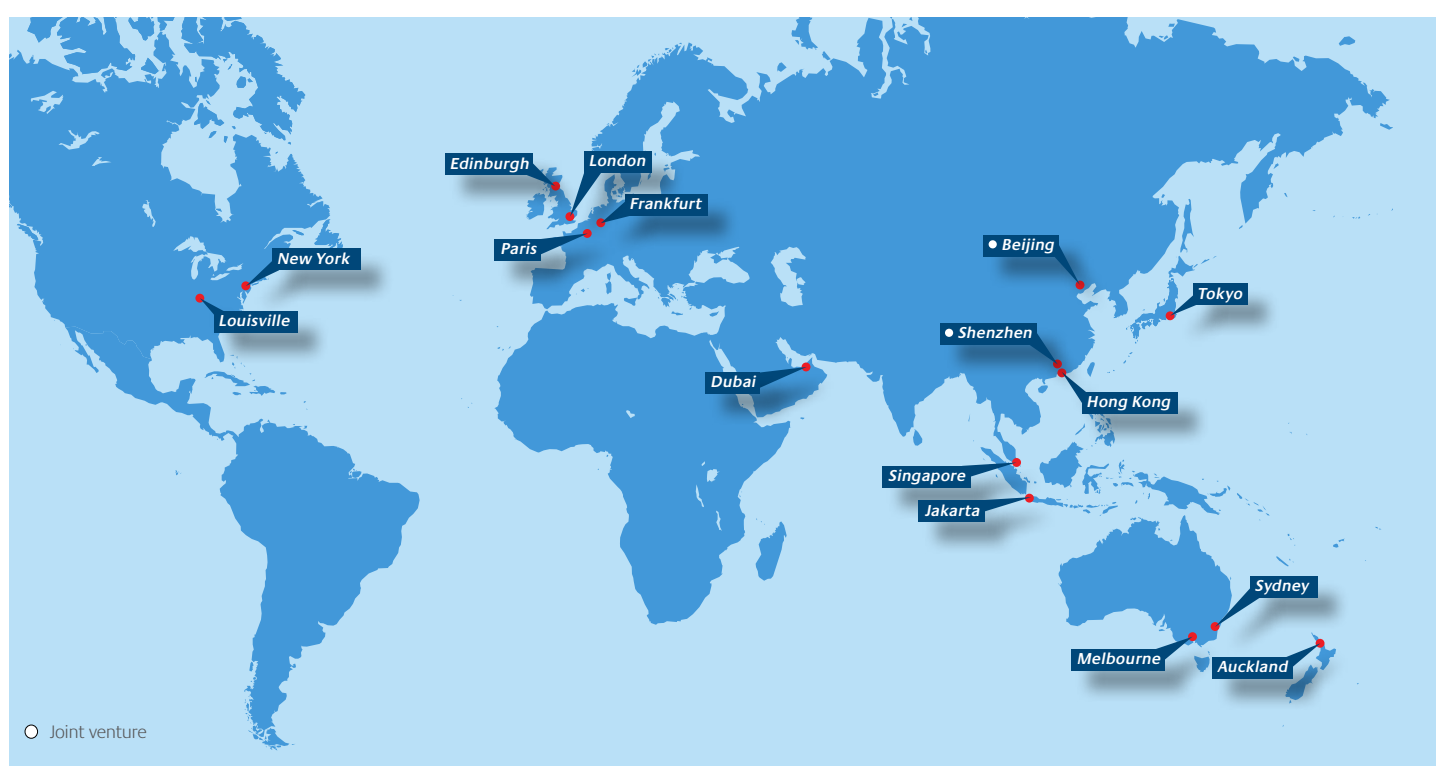 Edinburgh
London
Frankfurt
Paris
New York
Louisville
Beijing
Tokyo
Shenzhen
Dubai
Hong Kong
Singapore
Jakarta
Sydney
Melbourne
Auckland
Joint venture